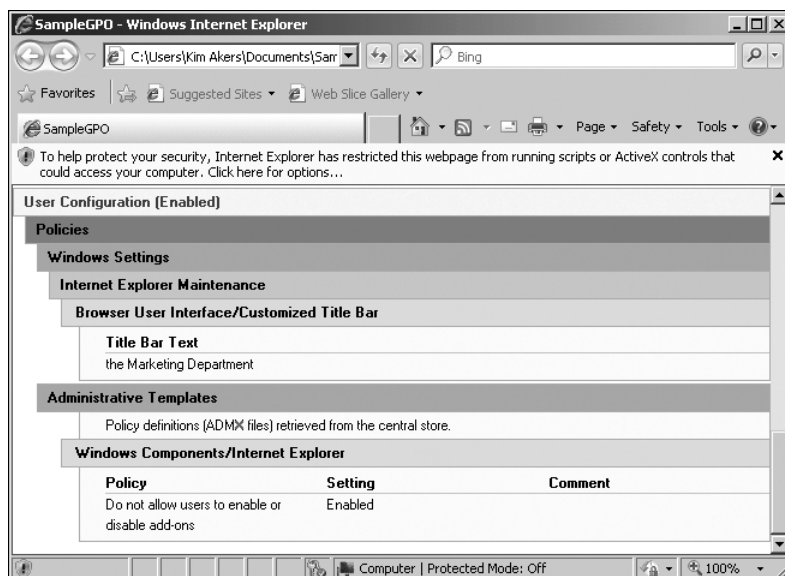 SampleGPO - Windows Internet Explorer
C:\Users\Kim Akers\Documents\Sam
Bing
Favorites
Suggested Sites
Web Slice Gallery
SampleGPO
Page
Safety
Tools
To help protect your security, Internet Explorer has restricted this webpage from running scripts or ActiveX controls that
could access your computer. Click here for options...
User Configuration (Enabled)
Policies
Windows Settings
Internet Explorer Maintenance
Browser User Interface/Customized Title Bar
Title Bar Text
the Marketing Department
Administrative Templates
Policy definitions (ADMX files) retrieved from the central store.
Windows Components/Internet Explorer
Policy Setting Comment
Do not allow users to enable or Enabled
disable add-ons
Computer | Protected Mode: Off
100%